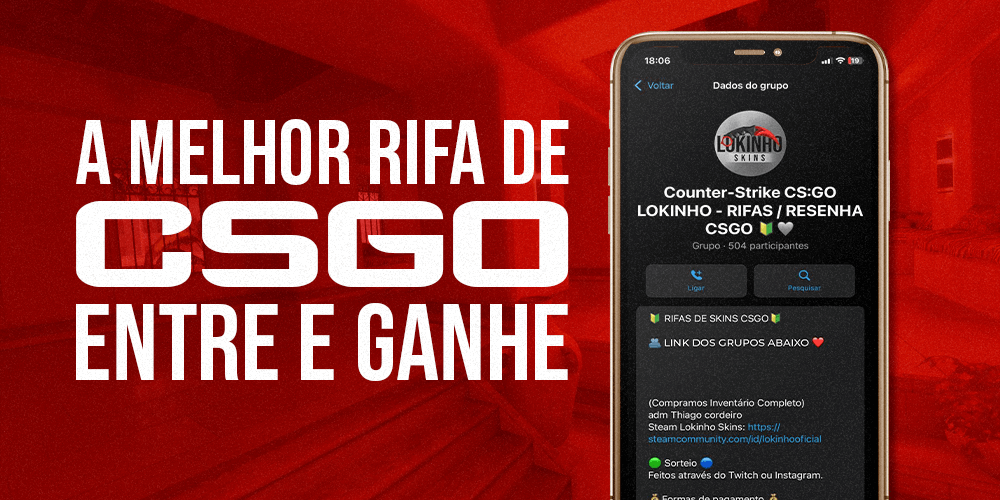 A MELHOR RIFA DE
CSGO
ENTRE E GANHE
18:06
19
Voltar
Dados do grupo
LOKINHO
SKINS
Counter-Strike CS:GO
LOKINHO - RIFAS / RESENHA
CSGO 🔰🩶
Grupo · 504 participantes
Ligar
Pesquisar
🔰 RIFAS DE SKINS CSGO🔰
👥 LINK DOS GRUPOS ABAIXO ❤️
(Compramos Inventário Completo)
adm Thiago cordeiro
Steam Lokinho Skins: https://
steamcommunity.com/id/lokinhooficial
🟢 Sorteio 🔵
Feitos através do Twitch ou Instagram.
💰Formas de pagamento 💰